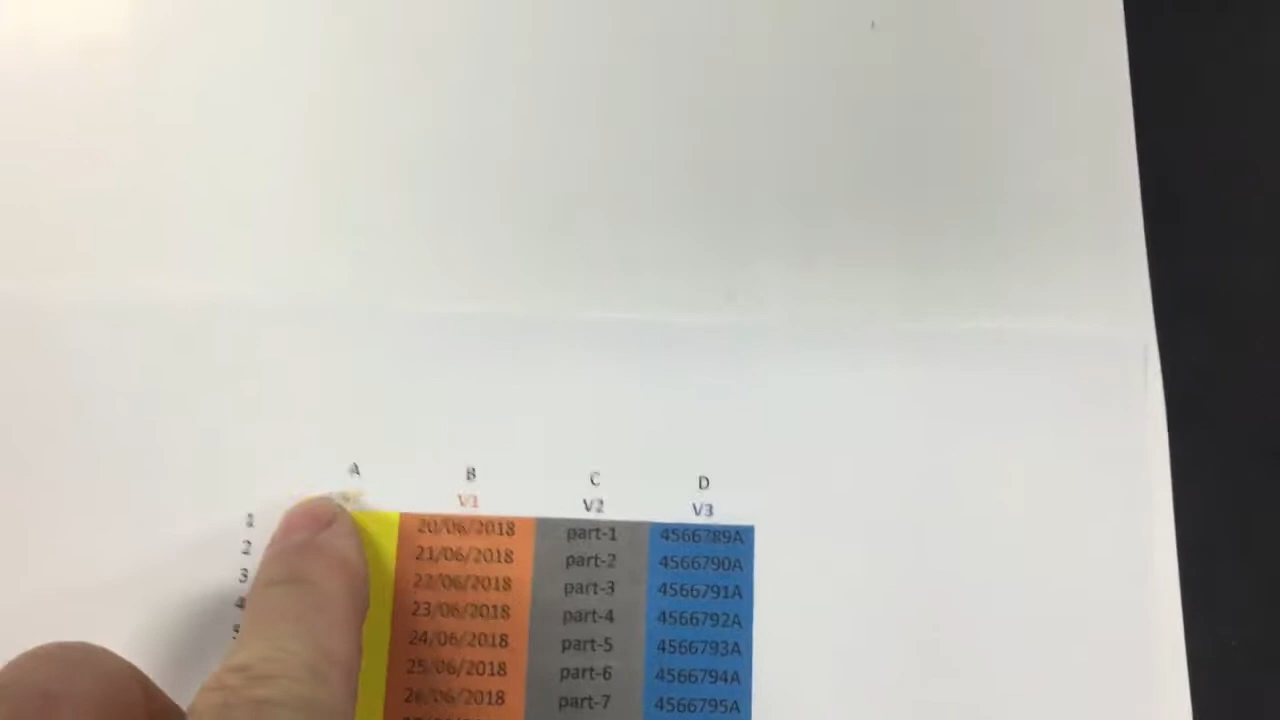 A B C D
V1 V2 V3
1 20/06/2018 part-1 4566789A
2 21/06/2018 part-2 4566790A
3 22/06/2018 part-3 4566791A
4 23/06/2018 part-4 4566792A
5 24/06/2018 part-5 4566793A
25/06/2018 part-6 4566794A
26/06/2018 part-7 4566795A